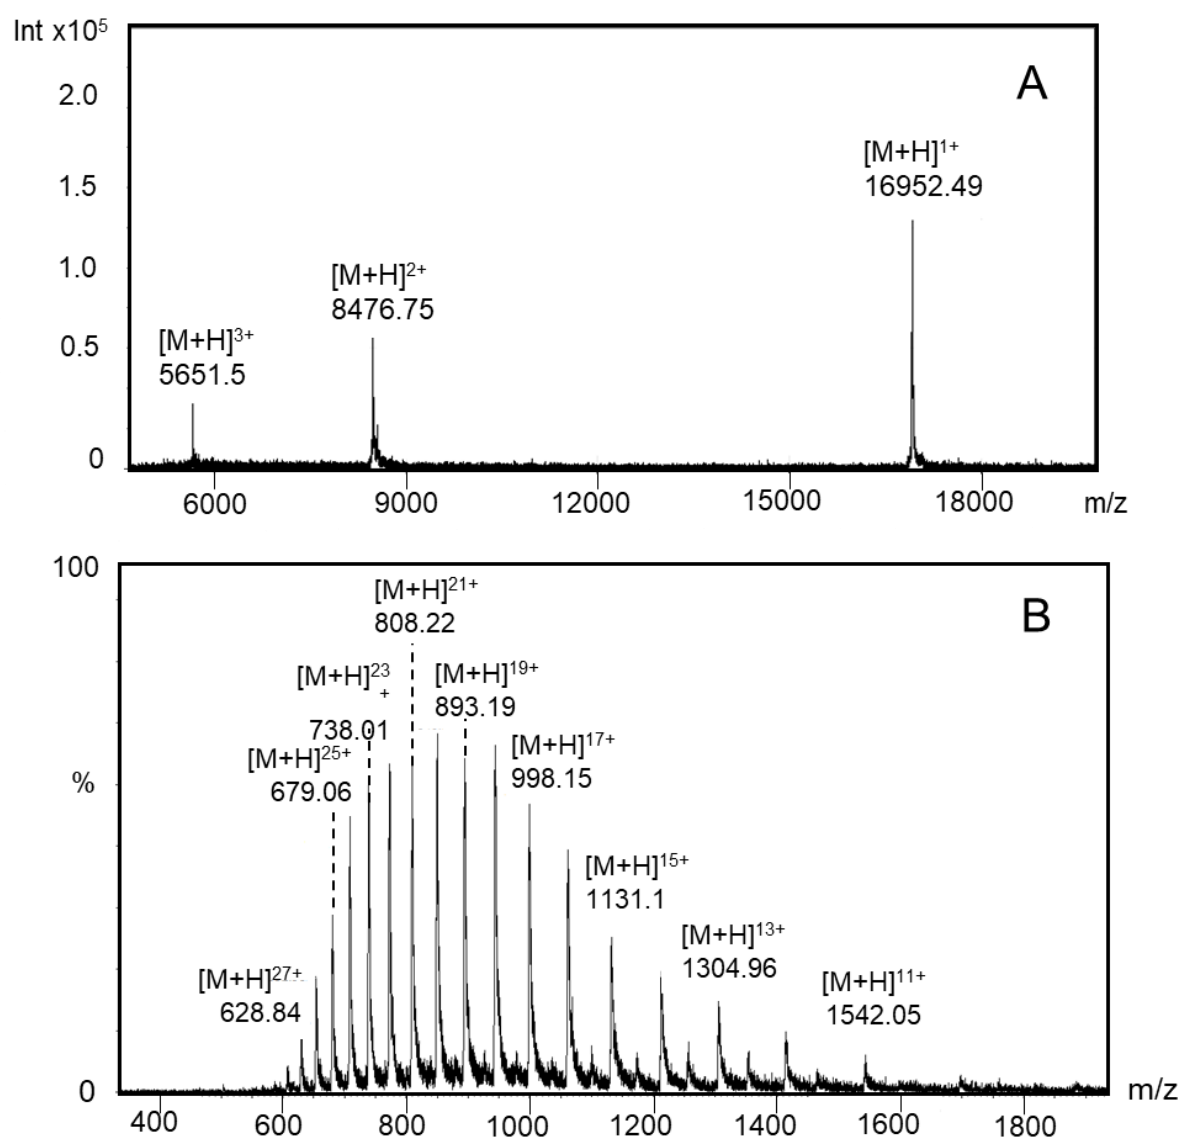 Int x10⁵
A
2.0
1.5
1.0
0.5
0
[M+H]¹⁺
16952.49
[M+H]²⁺
8476.75
[M+H]³⁺
5651.5
6000 9000 12000 15000 18000 m/z
100
B
%
0
[M+H]²¹⁺
808.22
[M+H]²³
⁺
738.01
[M+H]¹⁹⁺
893.19
[M+H]²⁵⁺
679.06
[M+H]¹⁷⁺
998.15
[M+H]¹⁵⁺
1131.1
[M+H]¹³⁺
1304.96
[M+H]²⁷⁺
628.84
[M+H]¹¹⁺
1542.05
400 600 800 1000 1200 1400 1600 1800 m/z